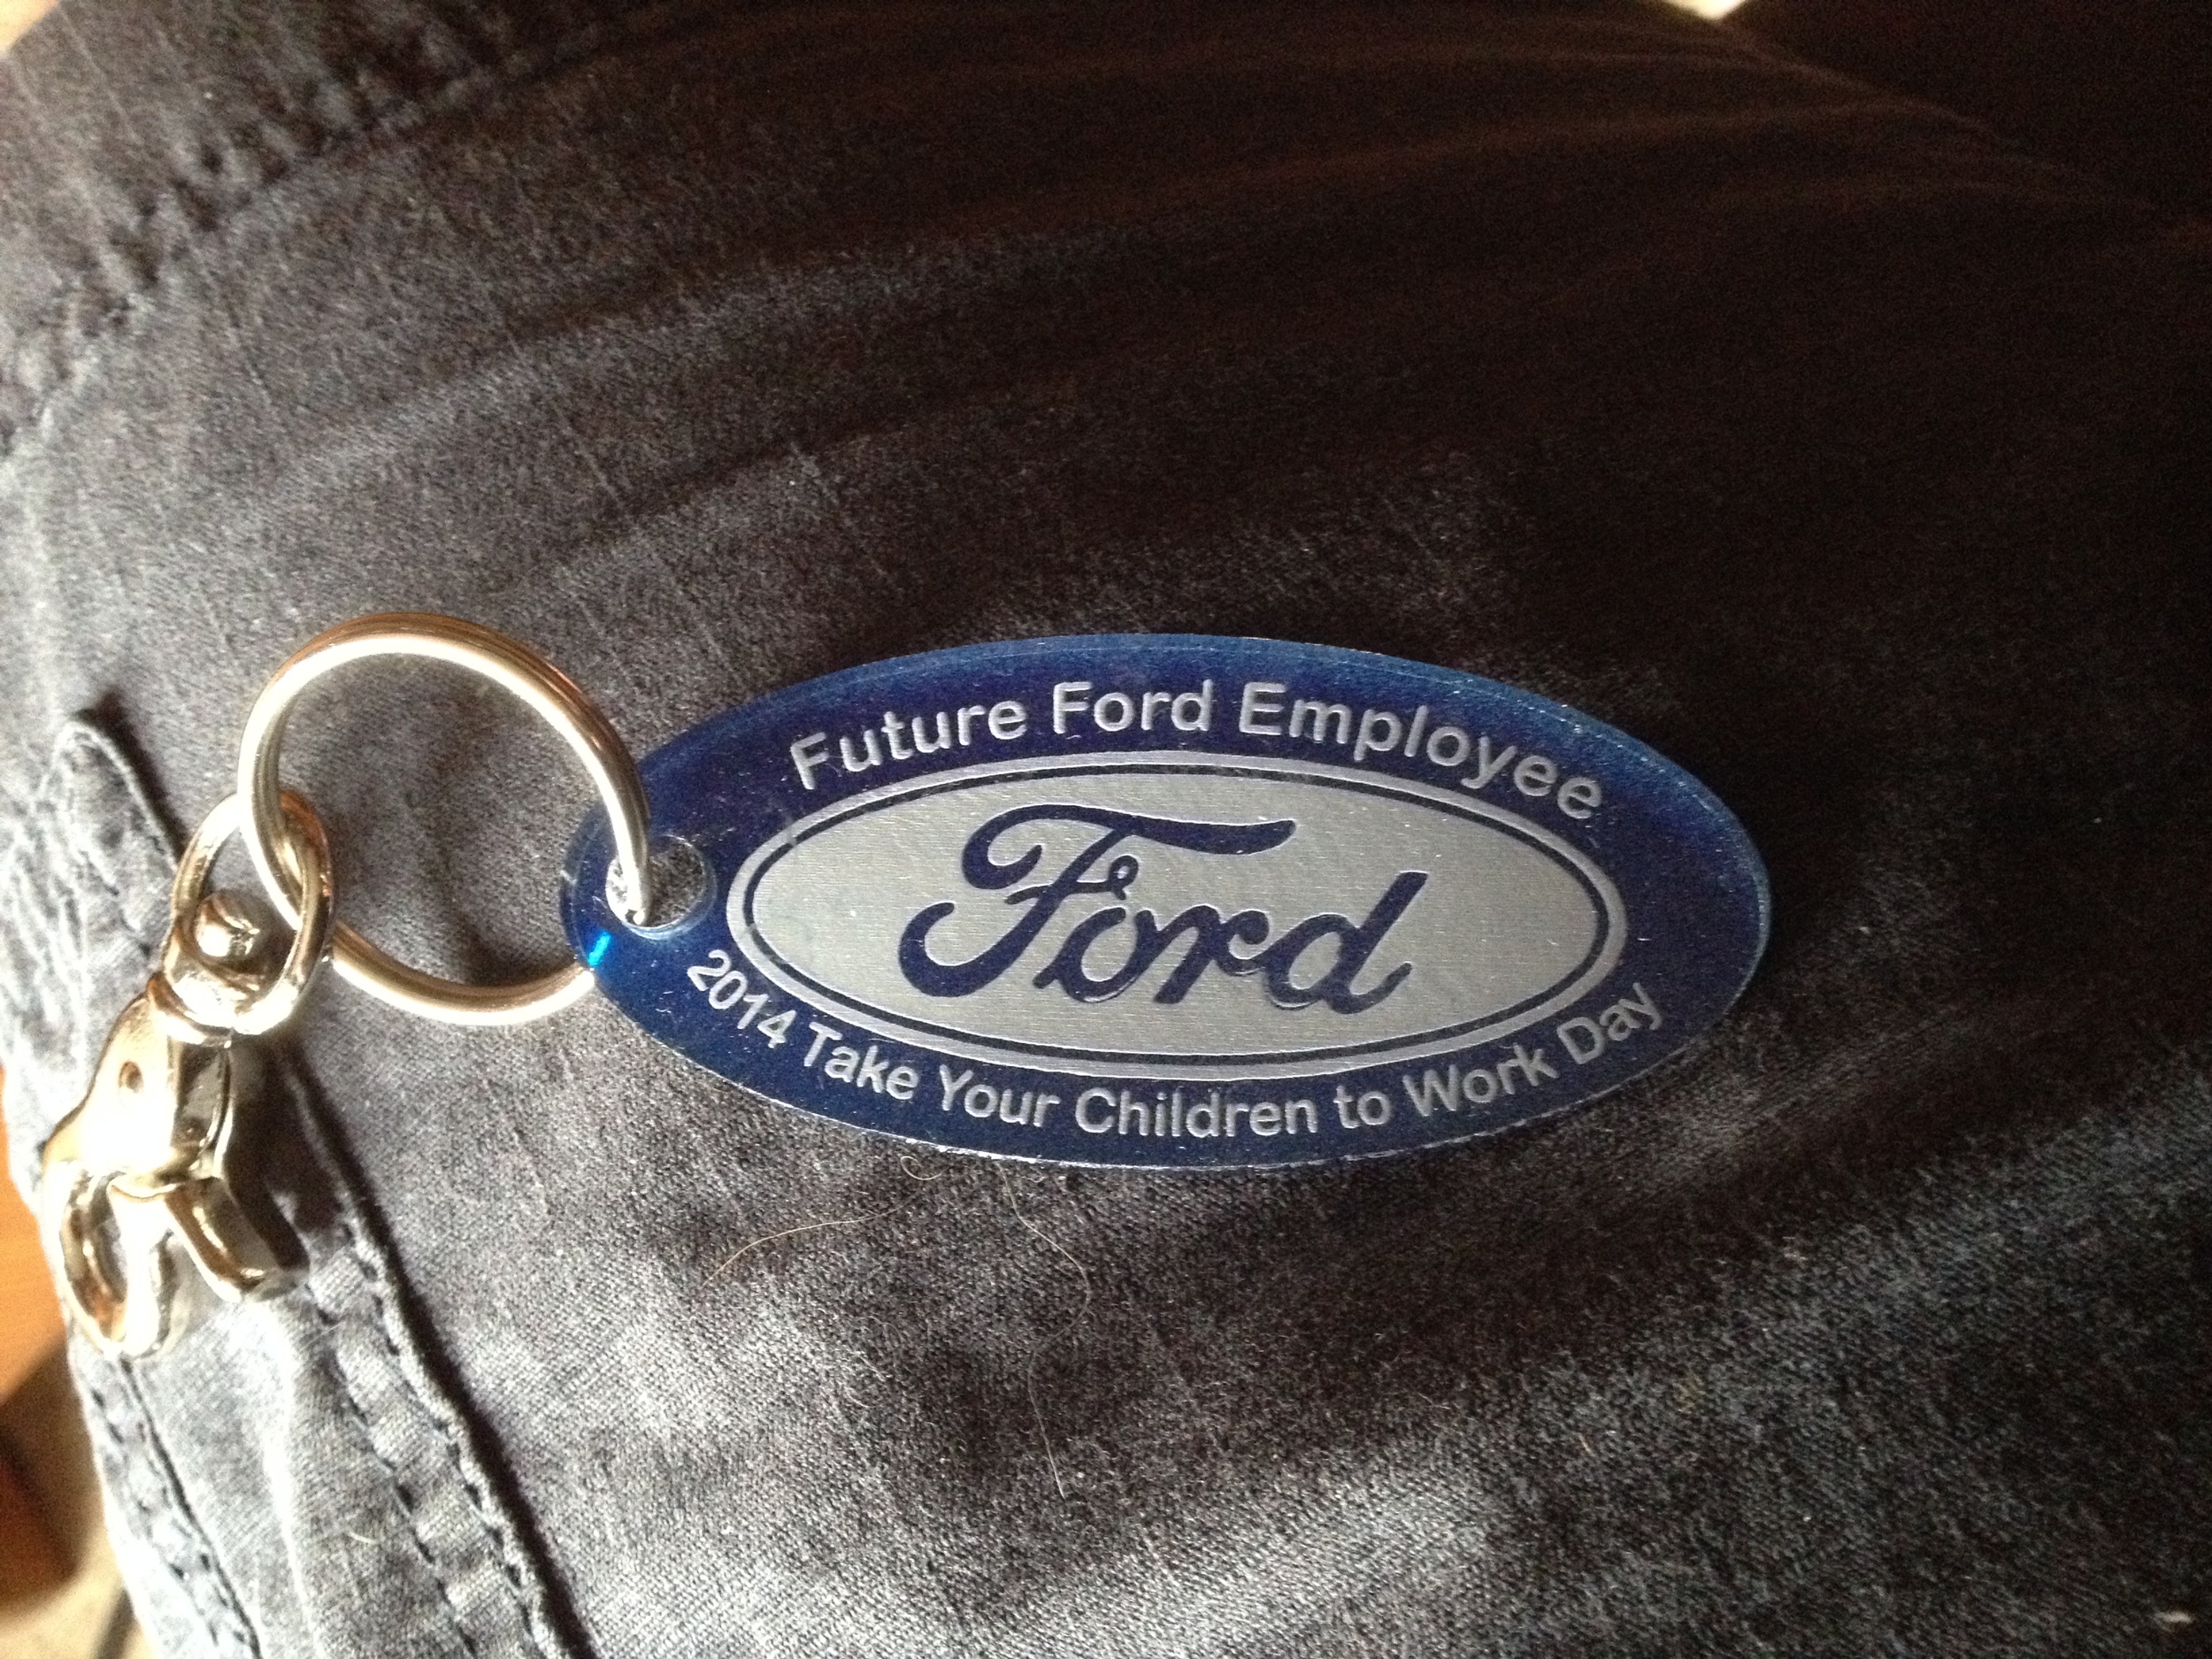 Future Ford Employee
Ford
2014 Take Your Children to Work Day